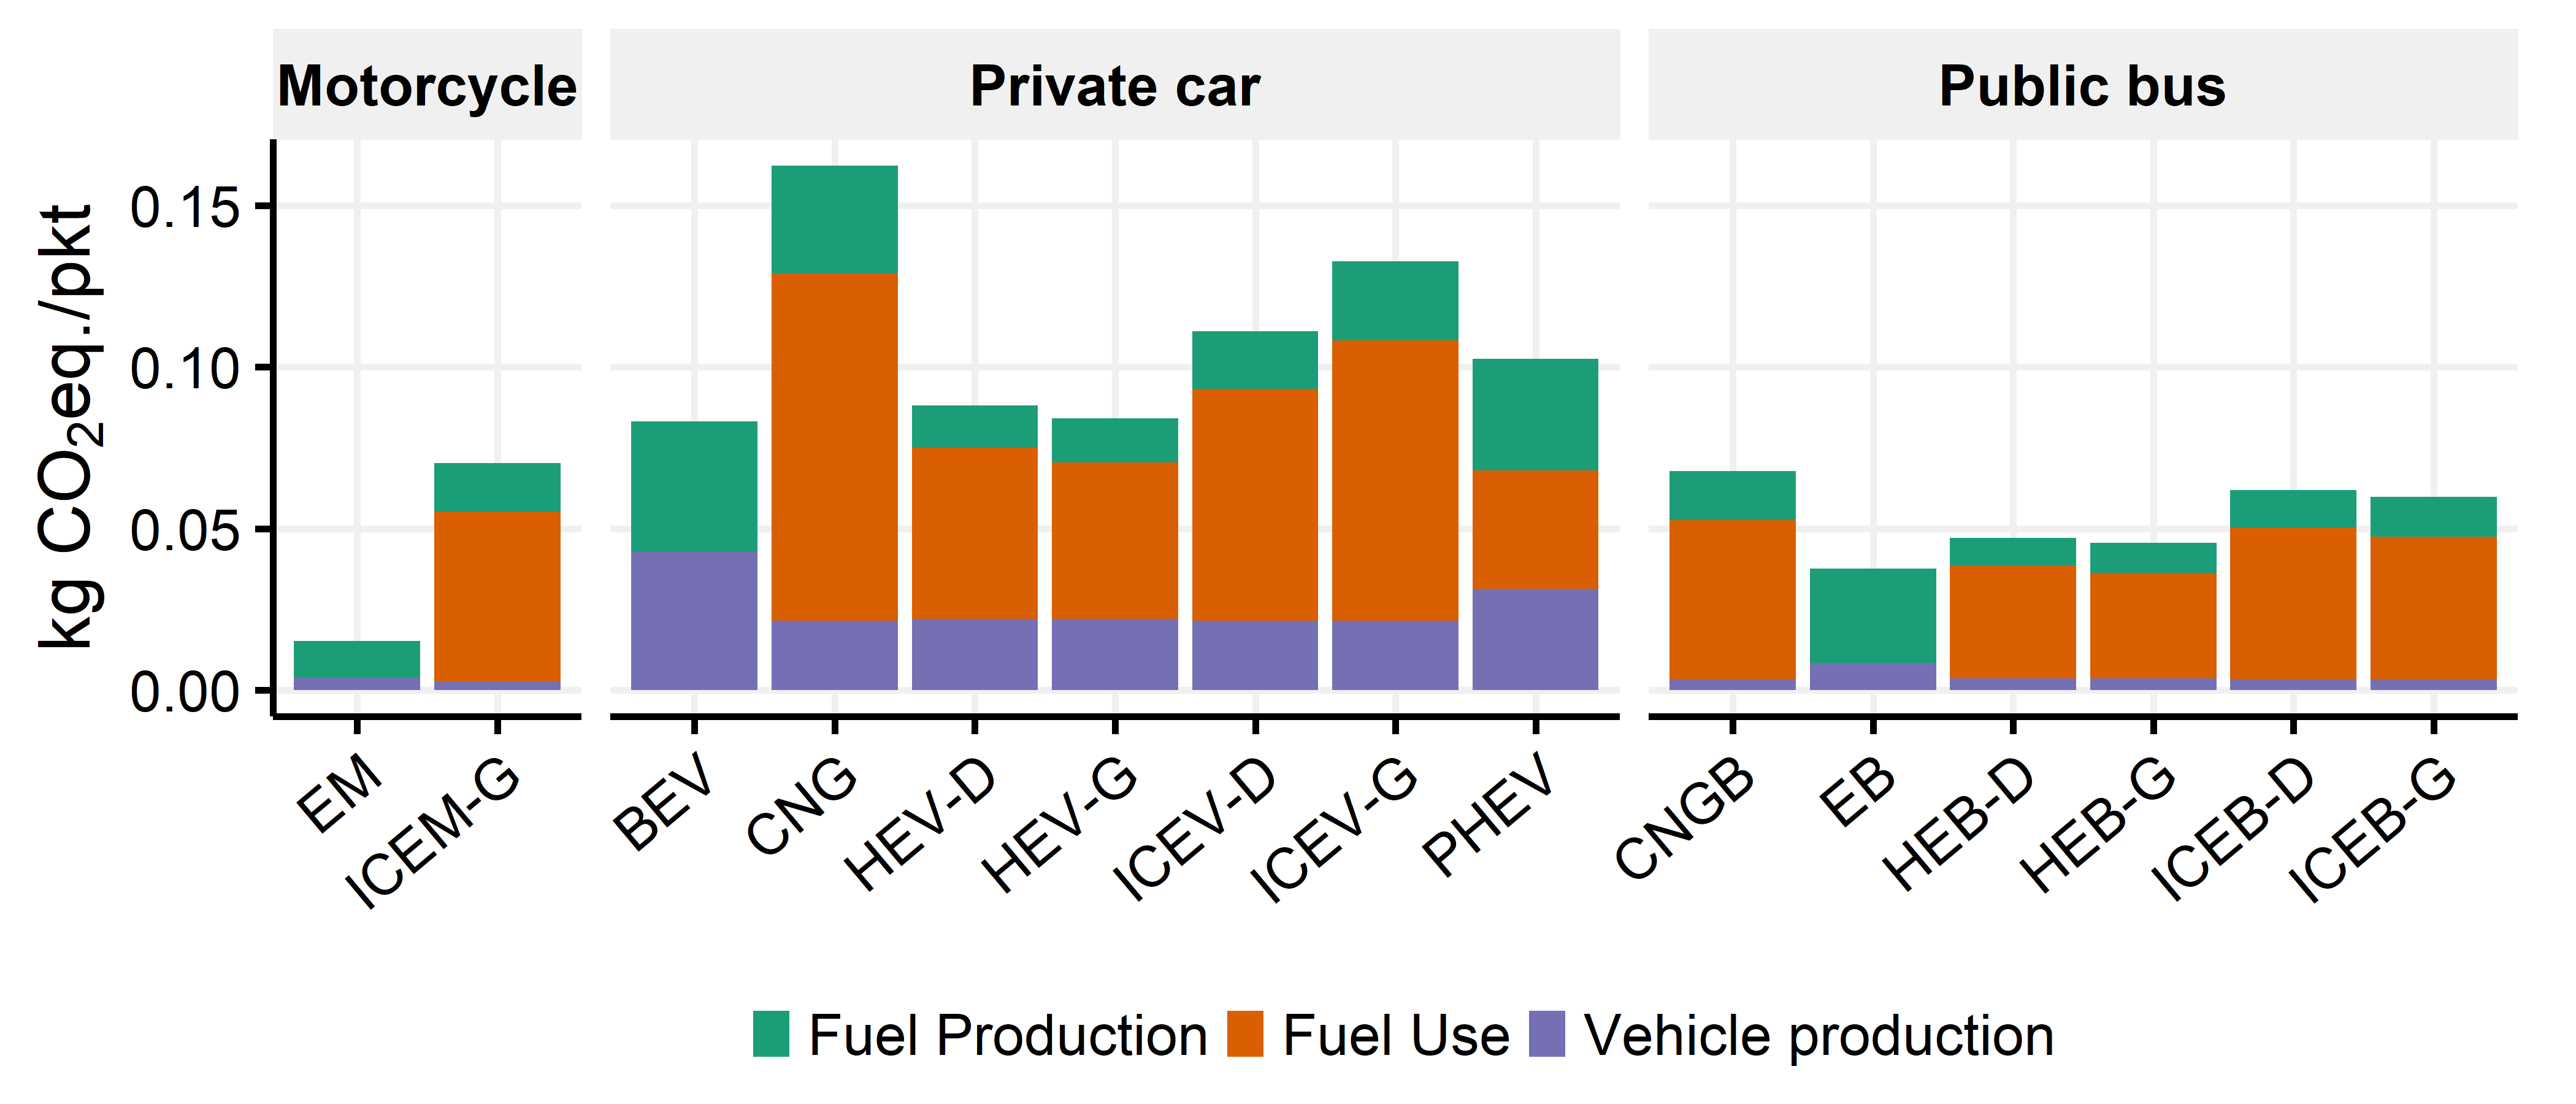 Motorcycle
Private car
Public bus
kg CO₂eq./pkt
0.15
0.10
0.05
0.00
EM
ICEM-G
BEV
CNG
HEV-D
HEV-G
ICEV-D
ICEV-G
PHEV
CNGB
EB
HEB-D
HEB-G
ICEB-D
ICEB-G
Fuel Production
Fuel Use
Vehicle production